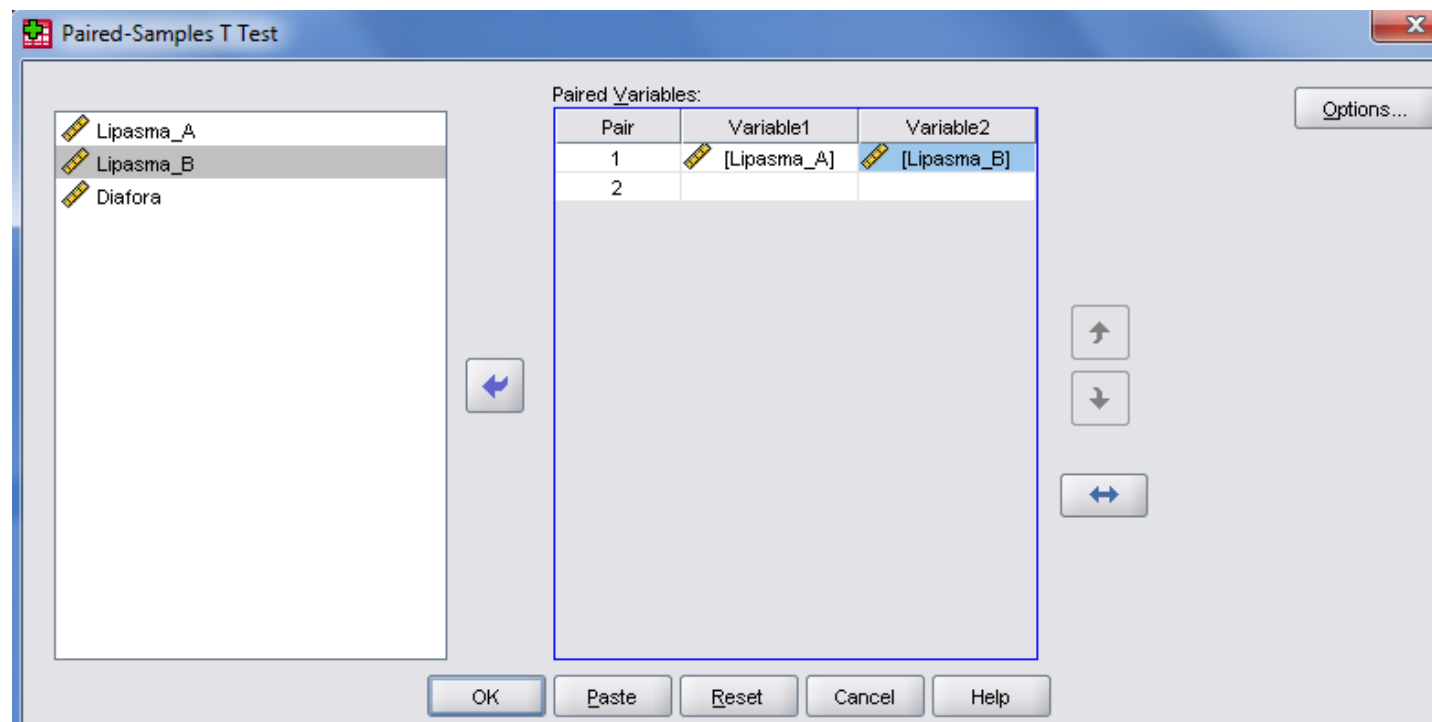 Paired-Samples T Test
x
Paired Variables:
Options...
Lipasma_A
Lipasma_B
Diafora
Pair Variable1 Variable2
1 [Lipasma_A] [Lipasma_B]
2
OK Paste Reset Cancel Help